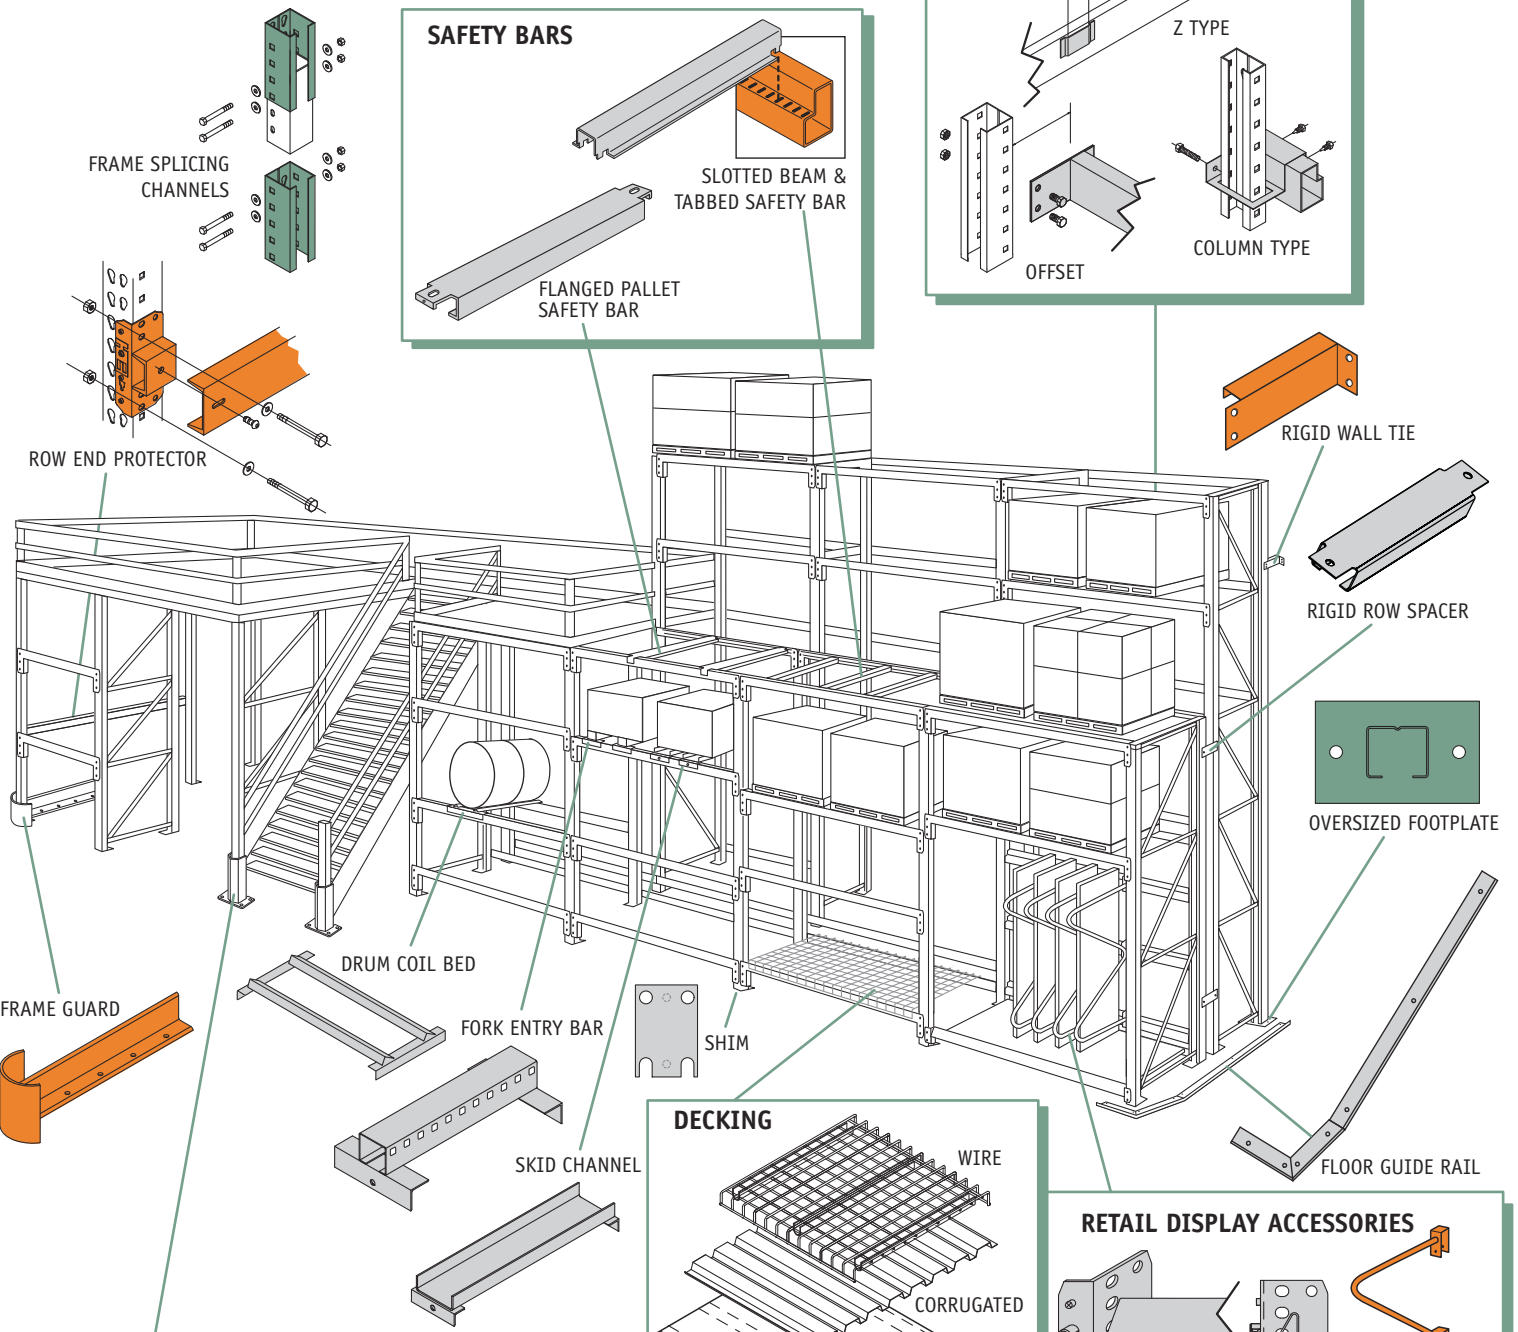 SAFETY BARS
Z TYPE
FRAME SPLICING
CHANNELS
SLOTTED BEAM &
TABBED SAFETY BAR
FLANGED PALLET
SAFETY BAR
OFFSET
COLUMN TYPE
ROW END PROTECTOR
RIGID WALL TIE
RIGID ROW SPACER
OVERSIZED FOOTPLATE
DRUM COIL BED
FRAME GUARD
FORK ENTRY BAR
SHIM
SKID CHANNEL
FLOOR GUIDE RAIL
DECKING
WIRE
CORRUGATED
RETAIL DISPLAY ACCESSORIES